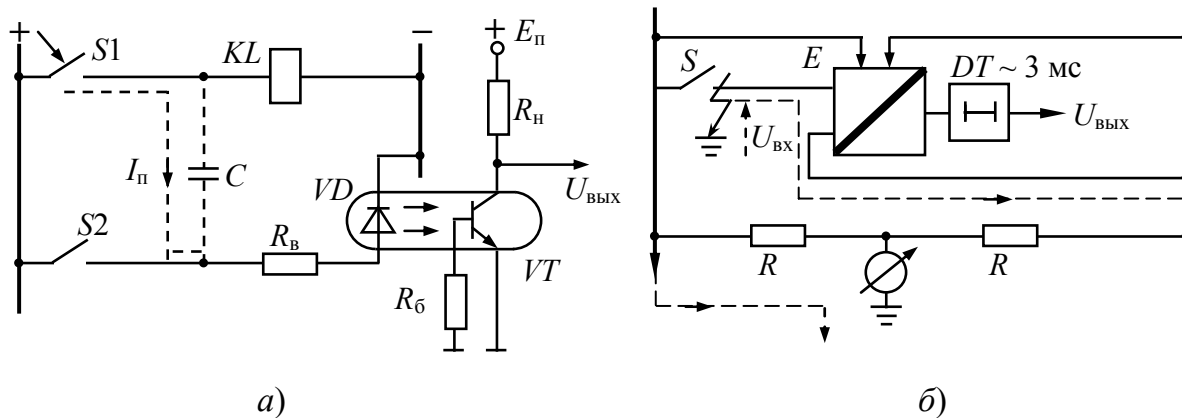 +
S1
KL
–
+
Eп
Rн
Iп
C
VD
Uвых
S2
Rв
VT
Rб
а)
S
E
DT ~ 3 мс
Uвых
Uвх
R
R
б)